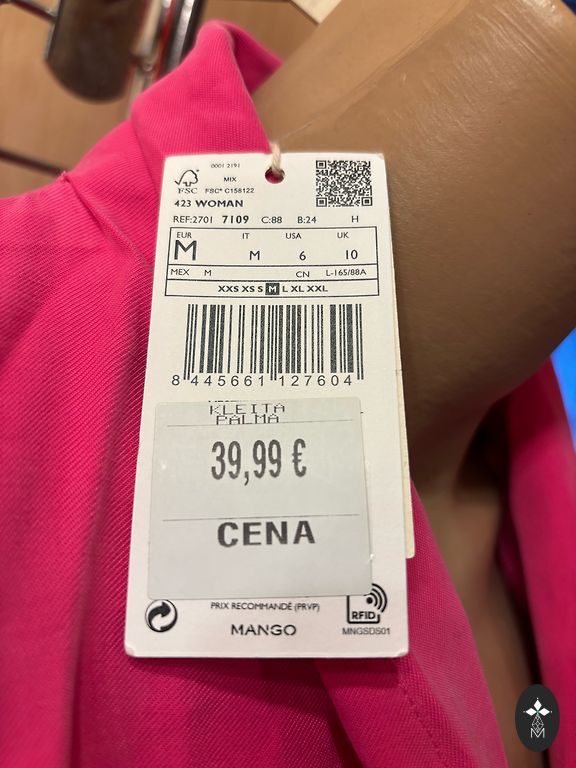 0001 2191
MIX
FSC FSC® C158122
423 WOMAN
REF:2701 7109 C:88 B:24 H
EUR IT USA UK
M M 6 10
MEX M CN L-165/88A
XXS XS S M L XL XXL
8 445661 127604
KLEITA
PALMA
39,99 €
CENA
PRIX RECOMMANDÉ (PRVP)
RFID
MANGO MNGSDS01
M